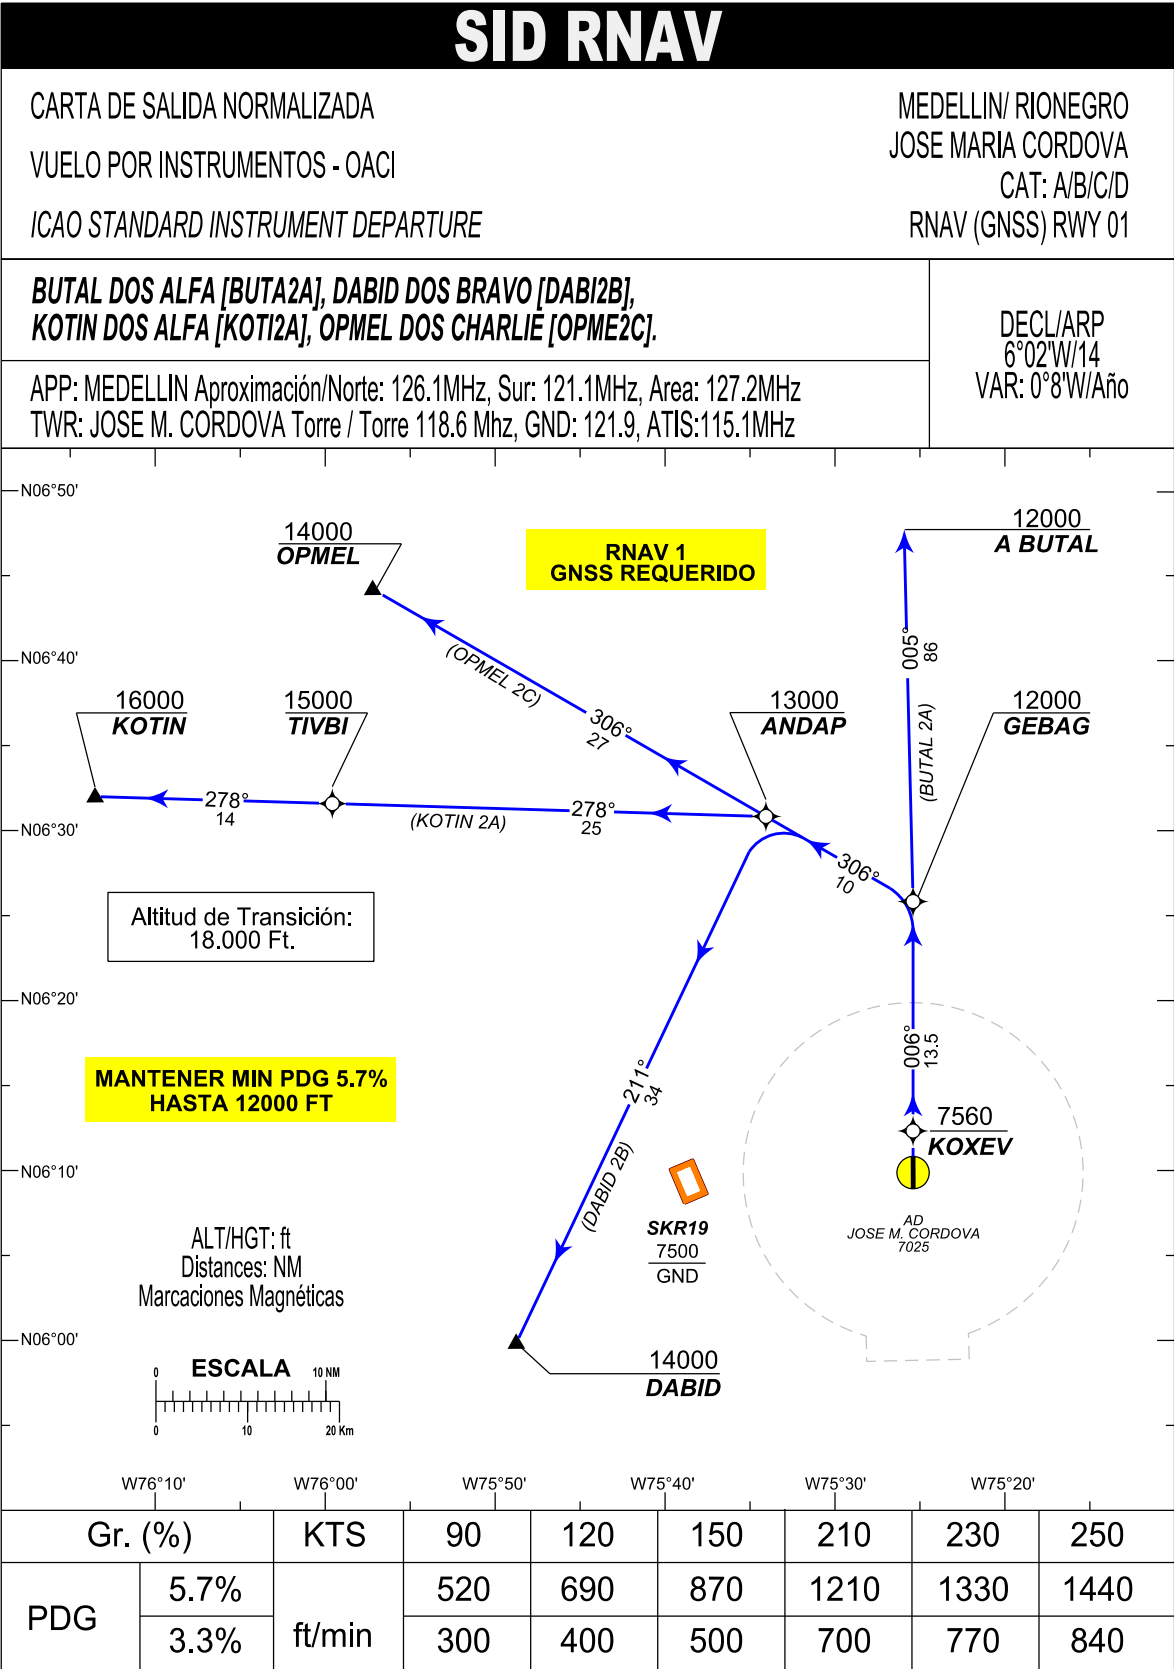 SID RNAV
CARTA DE SALIDA NORMALIZADA
VUELO POR INSTRUMENTOS - OACI
ICAO STANDARD INSTRUMENT DEPARTURE
MEDELLIN/ RIONEGRO
JOSE MARIA CORDOVA
CAT: A/B/C/D
RNAV (GNSS) RWY 01
BUTAL DOS ALFA [BUTA2A], DABID DOS BRAVO [DABI2B],
KOTIN DOS ALFA [KOTI2A], OPMEL DOS CHARLIE [OPME2C].
APP: MEDELLIN Aproximación/Norte: 126.1MHz, Sur: 121.1MHz, Area: 127.2MHz
TWR: JOSE M. CORDOVA Torre / Torre 118.6 Mhz, GND: 121.9, ATIS:115.1MHz
DECL/ARP
6°02'W/14
VAR: 0°8'W/Año
N06°50'
14000
OPMEL
RNAV 1
GNSS REQUERIDO
12000
A BUTAL
005°
86
(BUTAL 2A)
N06°40'
(OPMEL 2C)
306°
27
16000
KOTIN
15000
TIVBI
13000
ANDAP
12000
GEBAG
278°
14
(KOTIN 2A)
278°
25
N06°30'
306°
10
Altitud de Transición:
18.000 Ft.
N06°20'
006°
13.5
MANTENER MIN PDG 5.7%
HASTA 12000 FT
211°
34
(DABID 2B)
7560
KOXEV
N06°10'
AD
JOSE M. CORDOVA
7025
SKR19
7500
GND
ALT/HGT: ft
Distances: NM
Marcaciones Magnéticas
N06°00'
14000
DABID
0 ESCALA 10 NM
0 10 20 Km
W76°10' W76°00' W75°50' W75°40' W75°30' W75°20'
Gr. (%) KTS 90 120 150 210 230 250
PDG 5.7% ft/min 520 690 870 1210 1330 1440
3.3% 300 400 500 700 770 840